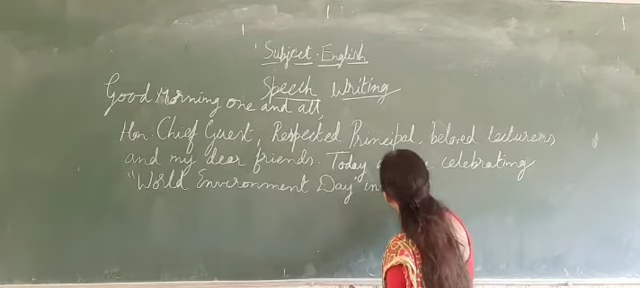 Subject - English
Speech Writing
Good Morning one and all,
Hon. Chief Guest, Respected Principal, beloved lecturers
and my dear friends. Today celebrating
"World Environment Day" in